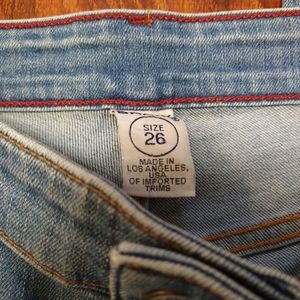 SIZE
26
MADE IN
LOS ANGELES,
USA
OF IMPORTED
TRIMS